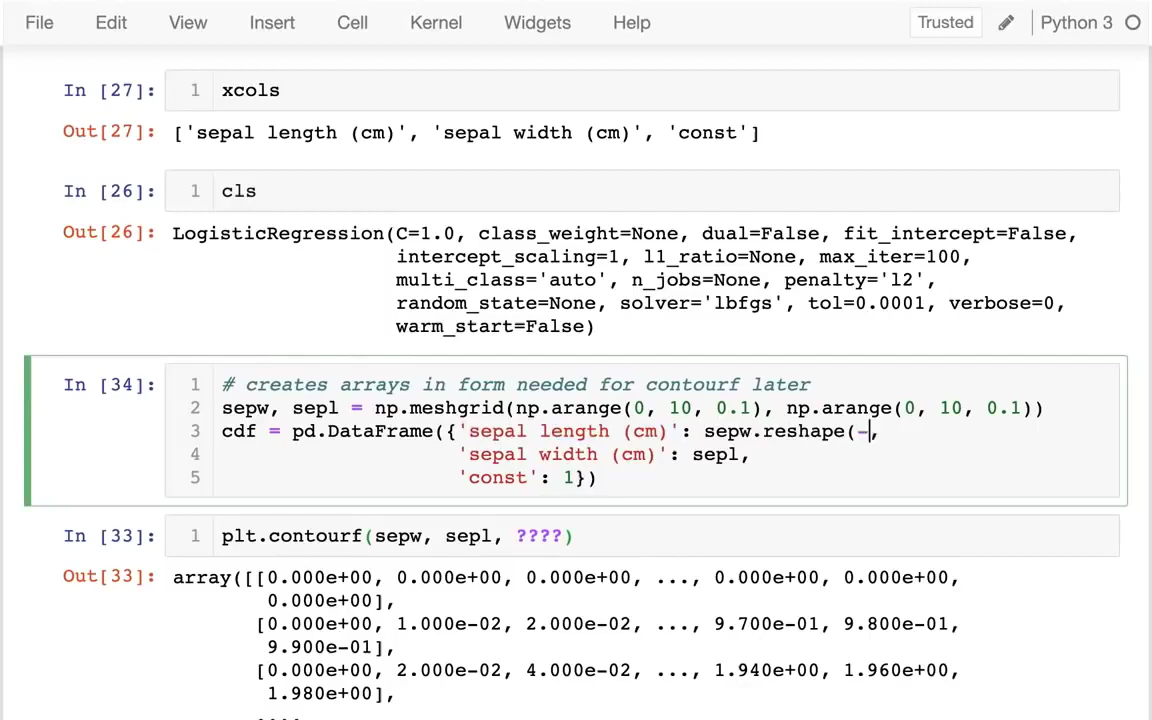 File Edit View Insert Cell Kernel Widgets Help Trusted Python 3
In [27]: 1 xcols
Out[27]: ['sepal length (cm)', 'sepal width (cm)', 'const']
In [26]: 1 cls
Out[26]: LogisticRegression(C=1.0, class_weight=None, dual=False, fit_intercept=False,
intercept_scaling=1, l1_ratio=None, max_iter=100,
multi_class='auto', n_jobs=None, penalty='l2',
random_state=None, solver='lbfgs', tol=0.0001, verbose=0,
warm_start=False)
In [34]: 1 # creates arrays in form needed for contourf later
2 sepw, sepl = np.meshgrid(np.arange(0, 10, 0.1), np.arange(0, 10, 0.1))
3 cdf = pd.DataFrame({'sepal length (cm)': sepw.reshape(-,
4 'sepal width (cm)': sepl,
5 'const': 1})
In [33]: 1 plt.contourf(sepw, sepl, ????)
Out[33]: array([[0.000e+00, 0.000e+00, 0.000e+00, ..., 0.000e+00, 0.000e+00,
0.000e+00],
[0.000e+00, 1.000e-02, 2.000e-02, ..., 9.700e-01, 9.800e-01,
9.900e-01],
[0.000e+00, 2.000e-02, 4.000e-02, ..., 1.940e+00, 1.960e+00,
1.980e+00],
....